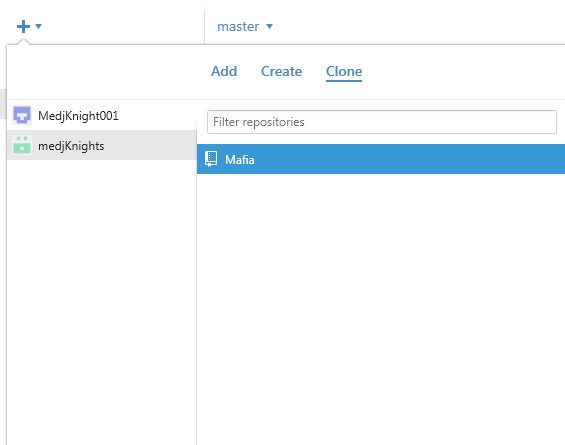 master
Add Create Clone
MedjKnight001
medjKnights
Filter repositories
Mafia